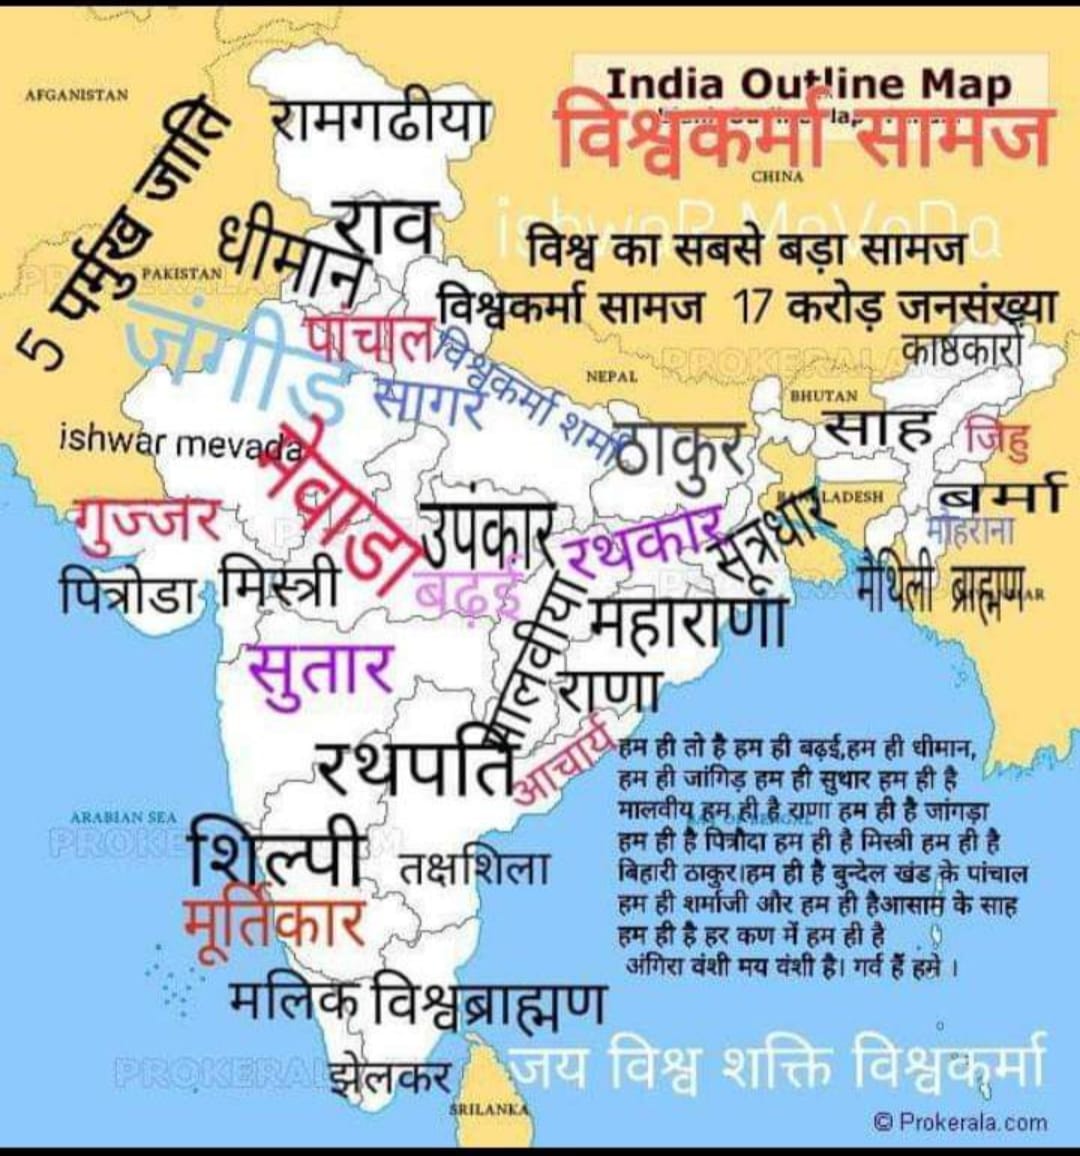 India Outline Map
विश्वकर्मा सामज
AFGANISTAN
रामगढीया
CHINA
5 पर्मुख जाति
राव
धीमान
विश्व का सबसे बड़ा सामज
PAKISTAN
विश्वकर्मा सामज 17 करोड़ जनसंख्या
जंगीड
पांचाल
काष्ठकारो
विश्वकर्मा शर्मा
NEPAL
BHUTAN
सागर
ठाकुर
साह
जिहु
ishwar mevada
मेवाडा
गुज्जर
उपंकार
रथकार
सूत्रधार
LADESH
बर्मा
मोहराना
पित्रोडा
मिस्त्री
बढ़ई
मालवीया
महाराणा
मैथिली ब्राह्मण
सुतार
राणा
रथपति
आचार्य
हम ही तो है हम ही बढ़ई,हम ही धीमान,
हम ही जांगिड़ हम ही सुथार हम ही है
मालवीय हम ही है राणा हम ही है जांगड़ा
हम ही है पित्रौदा हम ही है मिस्त्री हम ही है
बिहारी ठाकुर।हम ही है बुन्देल खंड के पांचाल
हम ही शर्माजी और हम ही हैआसाम के साह
हम ही है हर कण में हम ही है
अंगिरा वंशी मय वंशी है। गर्व हैं हमे ।
ARABIAN SEA
शिल्पी
तक्षशिला
मूर्तिकार
मलिक विश्वब्राह्मण
झेलकर
जय विश्व शक्ति विश्वकर्मा
SRILANKA
© Prokerala.com